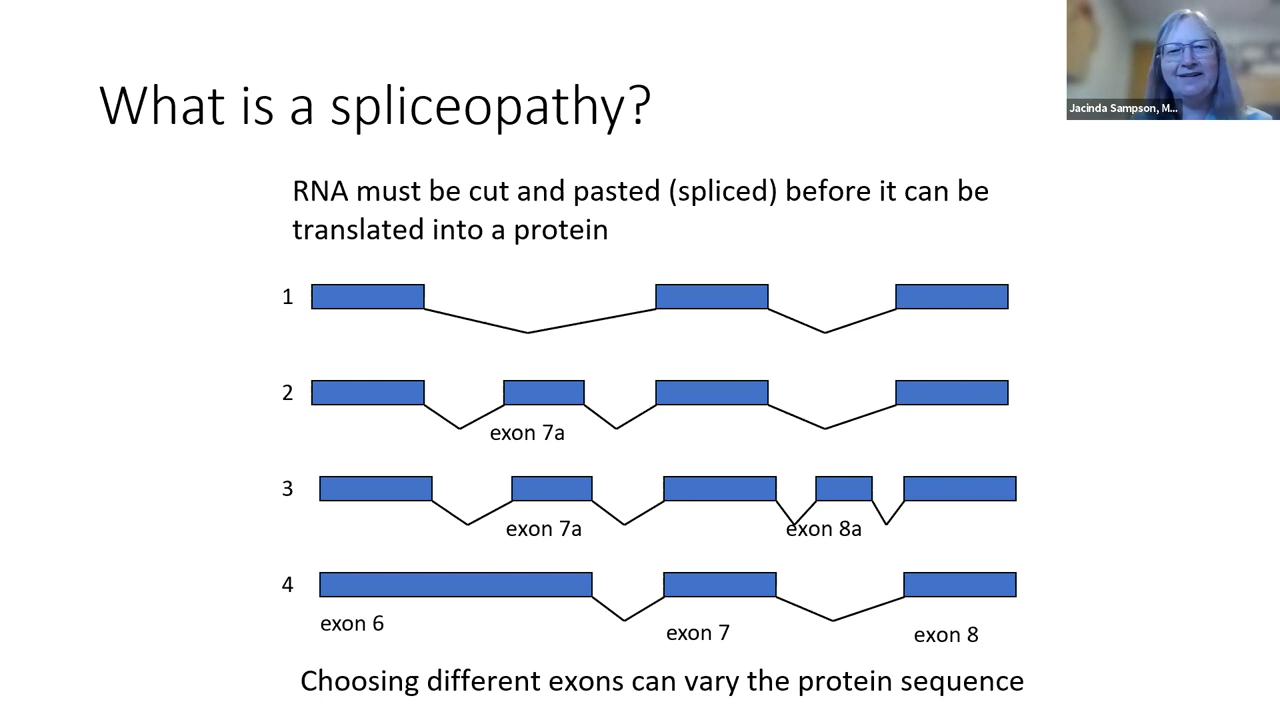 What is a spliceopathy?
Jacinda Sampson, M...
RNA must be cut and pasted (spliced) before it can be
translated into a protein
1
2
exon 7a
3
exon 7a
exon 8a
4
exon 6
exon 7
exon 8
Choosing different exons can vary the protein sequence